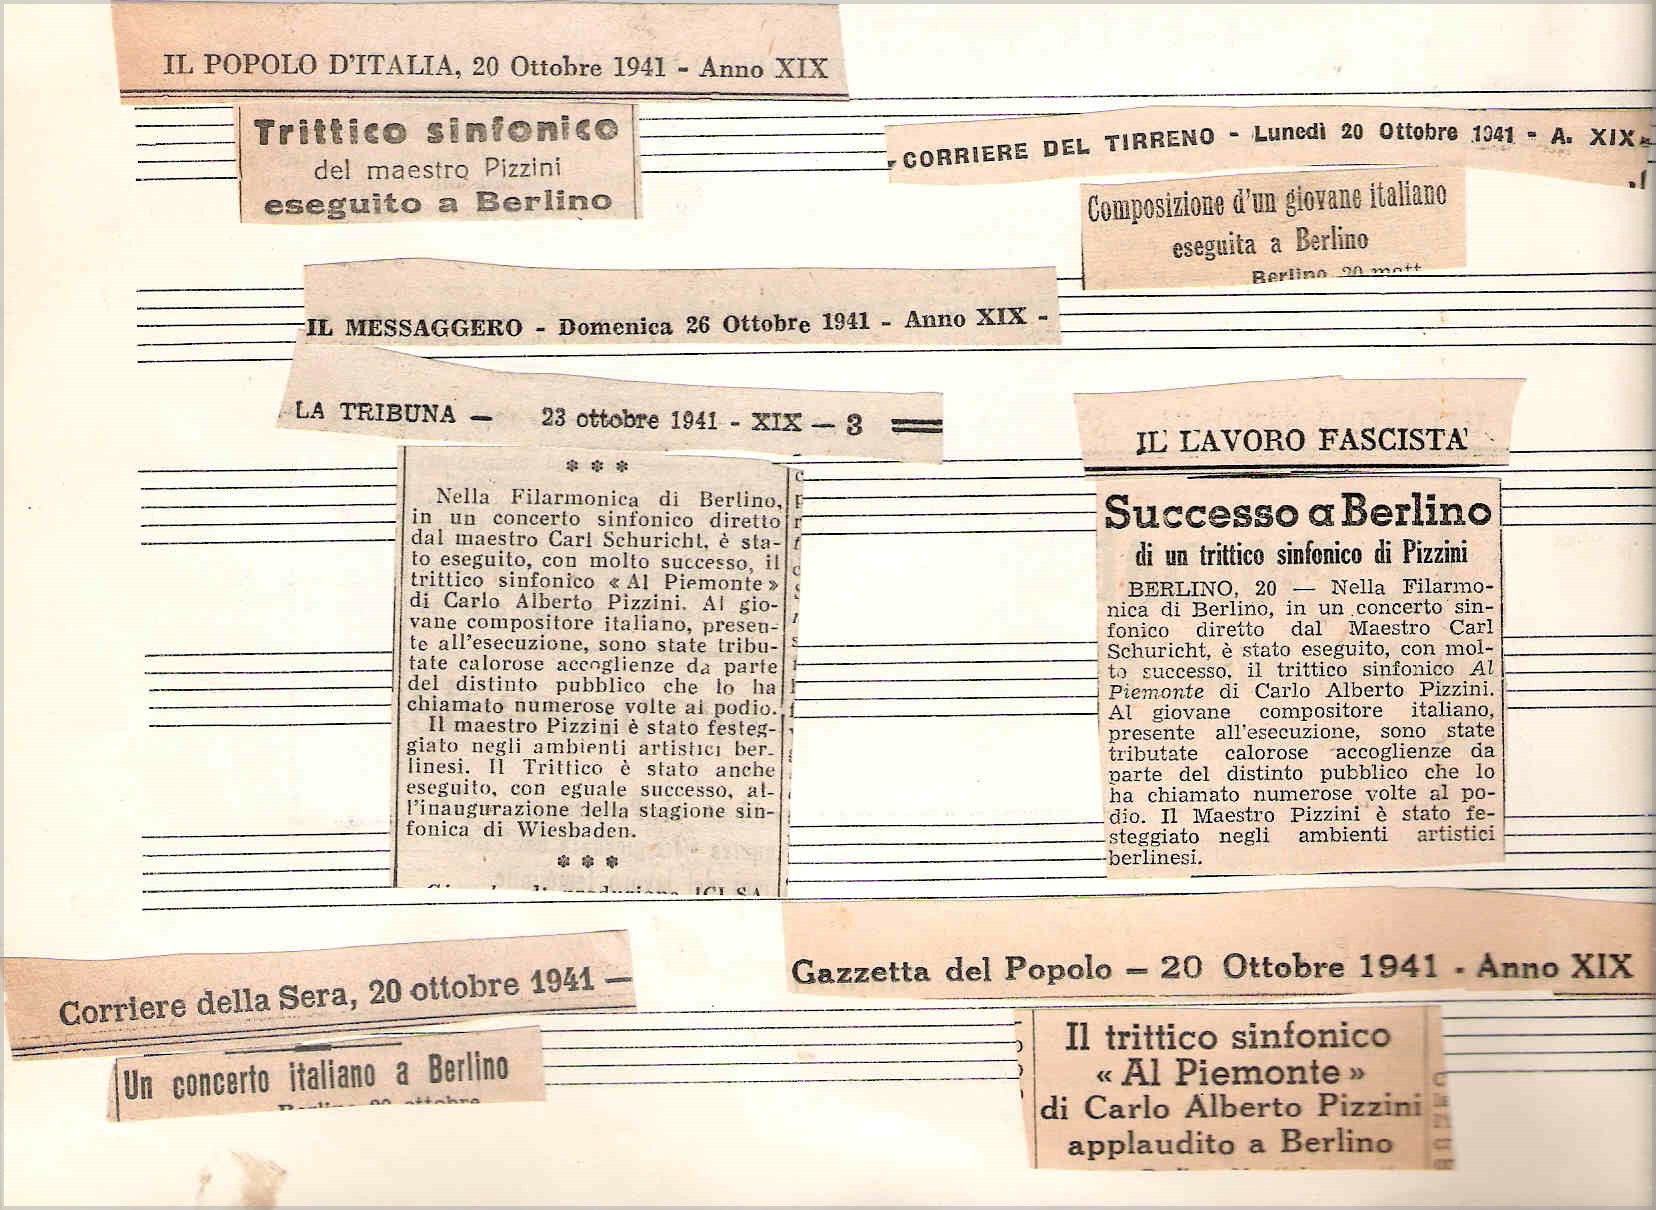 IL POPOLO D'ITALIA, 20 Ottobre 1941 - Anno XIX
Trittico sinfonico
del maestro Pizzini
eseguito a Berlino
CORRIERE DEL TIRRENO - Lunedì 20 Ottobre 1941 - A. XIX
Composizione d'un giovane italiano
eseguita a Berlino
Berlino 20 matt
IL MESSAGGERO - Domenica 26 Ottobre 1941 - Anno XIX -
LA TRIBUNA — 23 ottobre 1941 - XIX — 3
* * *
Nella Filarmonica di Berlino,
in un concerto sinfonico diretto
dal maestro Carl Schuricht, è sta-
to eseguito, con molto successo, il
trittico sinfonico « Al Piemonte »
di Carlo Alberto Pizzini. Al gio-
vane compositore italiano, presen-
te all'esecuzione, sono state tribu-
tate calorose accoglienze da parte
del distinto pubblico che lo ha
chiamato numerose volte al podio.
Il maestro Pizzini è stato festeg-
giato negli ambienti artistici ber-
linesi. Il Trittico è stato anche
eseguito, con eguale successo, al-
l'inaugurazione della stagione sin-
fonica di Wiesbaden.
* * *
IL LAVORO FASCISTA
Successo a Berlino
di un trittico sinfonico di Pizzini
BERLINO, 20 — Nella Filarmo-
nica di Berlino, in un concerto sin-
fonico diretto dal Maestro Carl
Schuricht, è stato eseguito, con mol-
to successo, il trittico sinfonico Al
Piemonte di Carlo Alberto Pizzini.
Al giovane compositore italiano,
presente all'esecuzione, sono state
tributate calorose accoglienze da
parte del distinto pubblico che lo
ha chiamato numerose volte al po-
dio. Il Maestro Pizzini è stato fe-
steggiato negli ambienti artistici
berlinesi.
Corriere della Sera, 20 ottobre 1941 —
Un concerto italiano a Berlino
Berlino 20 ottobre
Gazzetta del Popolo — 20 Ottobre 1941 - Anno XIX
Il trittico sinfonico
« Al Piemonte »
di Carlo Alberto Pizzini
applaudito a Berlino